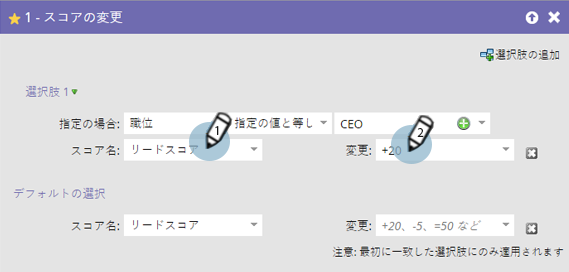 1 - スコアの変更
選択肢の追加
選択肢 1
指定の場合: 職位 指定の値と等し CEO
1 2
スコア名: リードスコア 変更: +20
デフォルトの選択
スコア名: リードスコア 変更: +20、-5、=50 など
注意: 最初に一致した選択肢にのみ適用されます